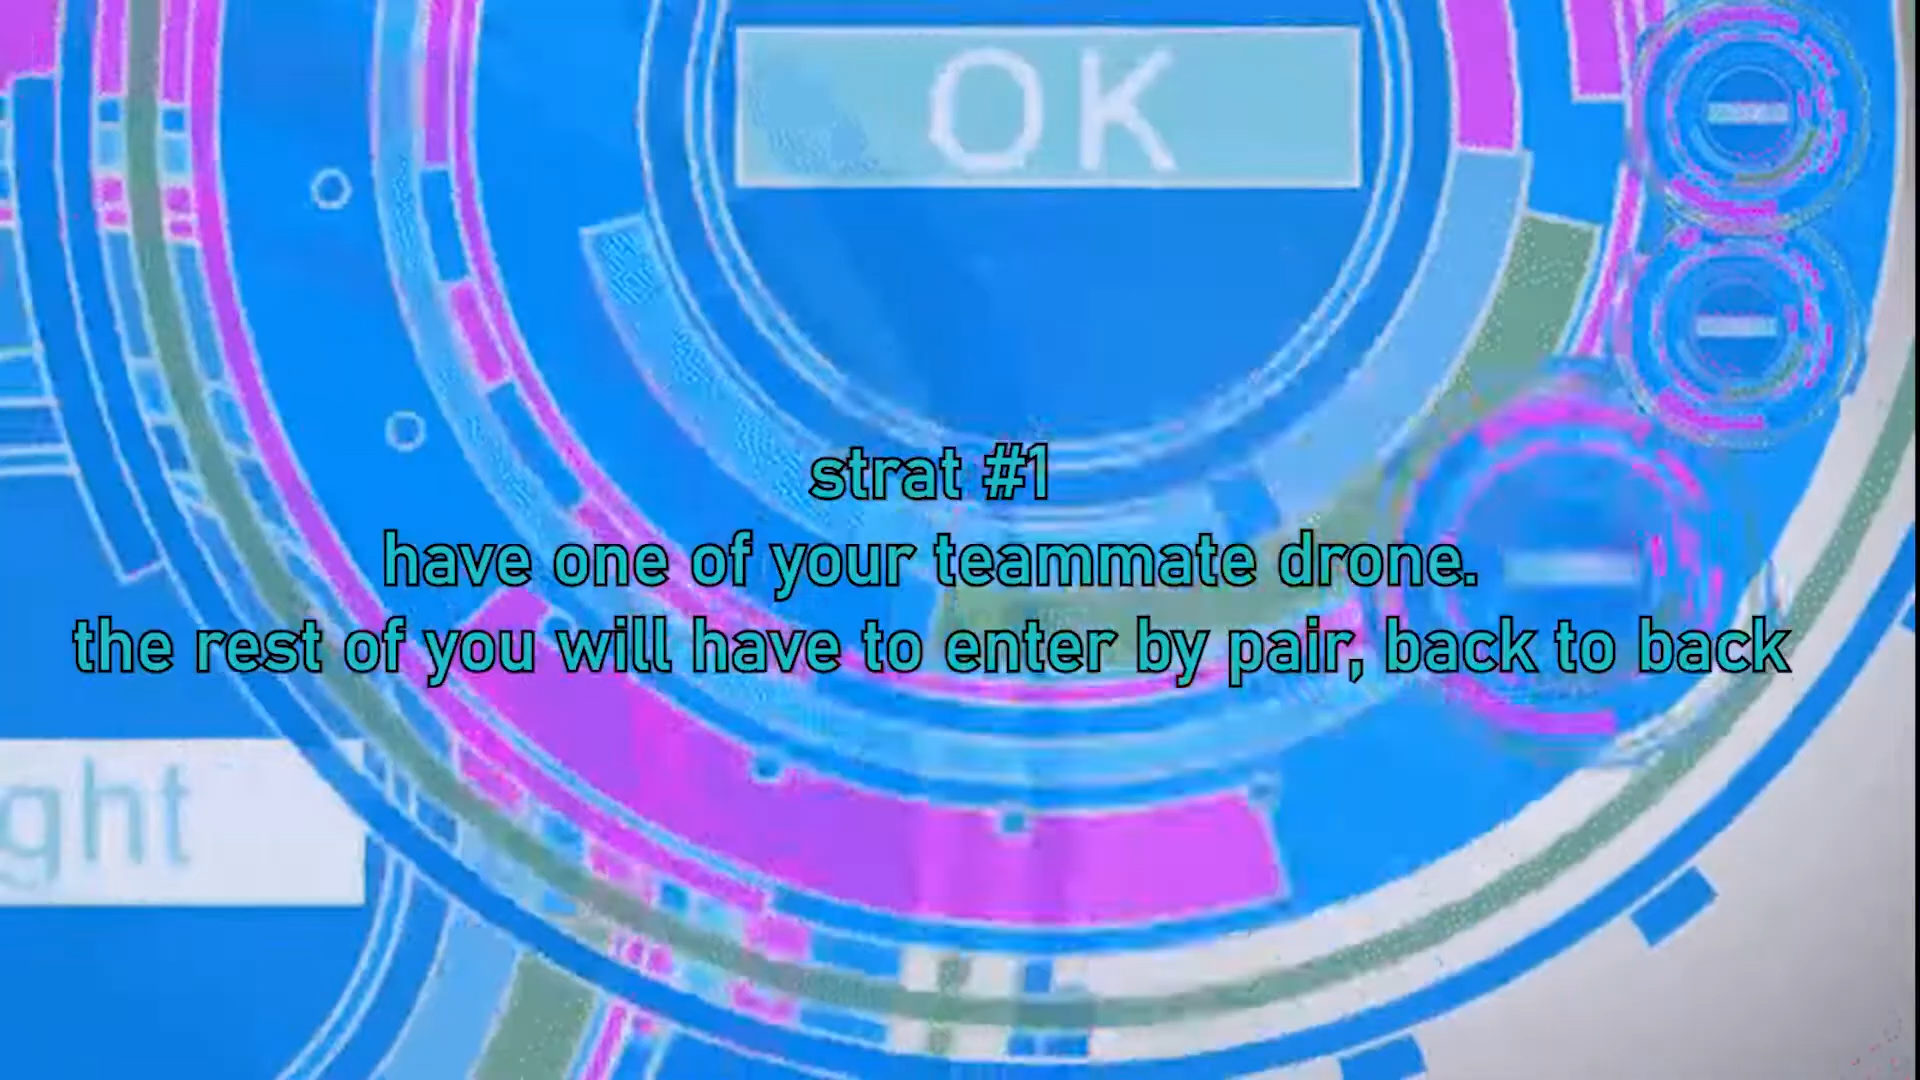 OK
strat #1
have one of your teammate drone.
the rest of you will have to enter by pair, back to back
ght